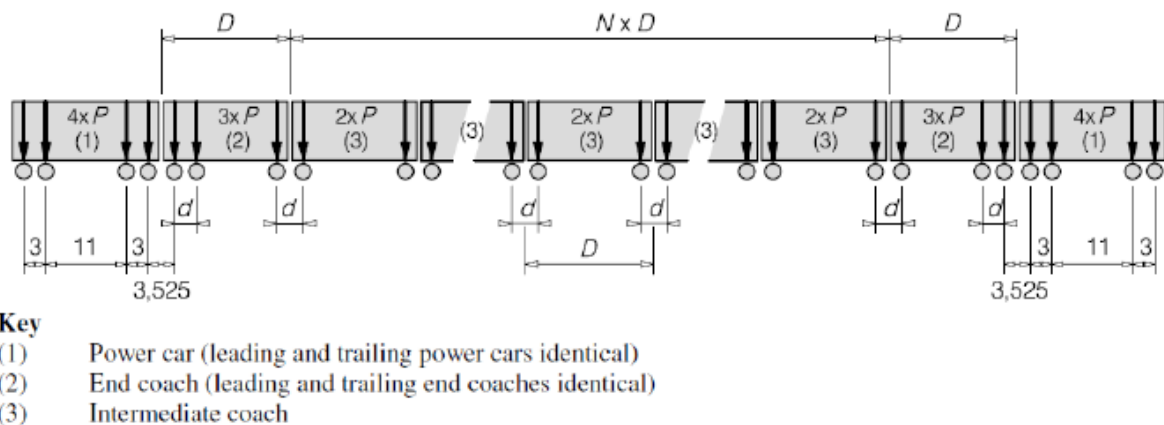 D N x D D
4x P 3x P 2x P 2x P 2x P 3x P 4x P
(1) (2) (3) (3) (3) (3) (3) (2) (1)
d d d d d d
3 11 3 D 3 11 3
3,525 3,525
Key
(1) Power car (leading and trailing power cars identical)
(2) End coach (leading and trailing end coaches identical)
(3) Intermediate coach